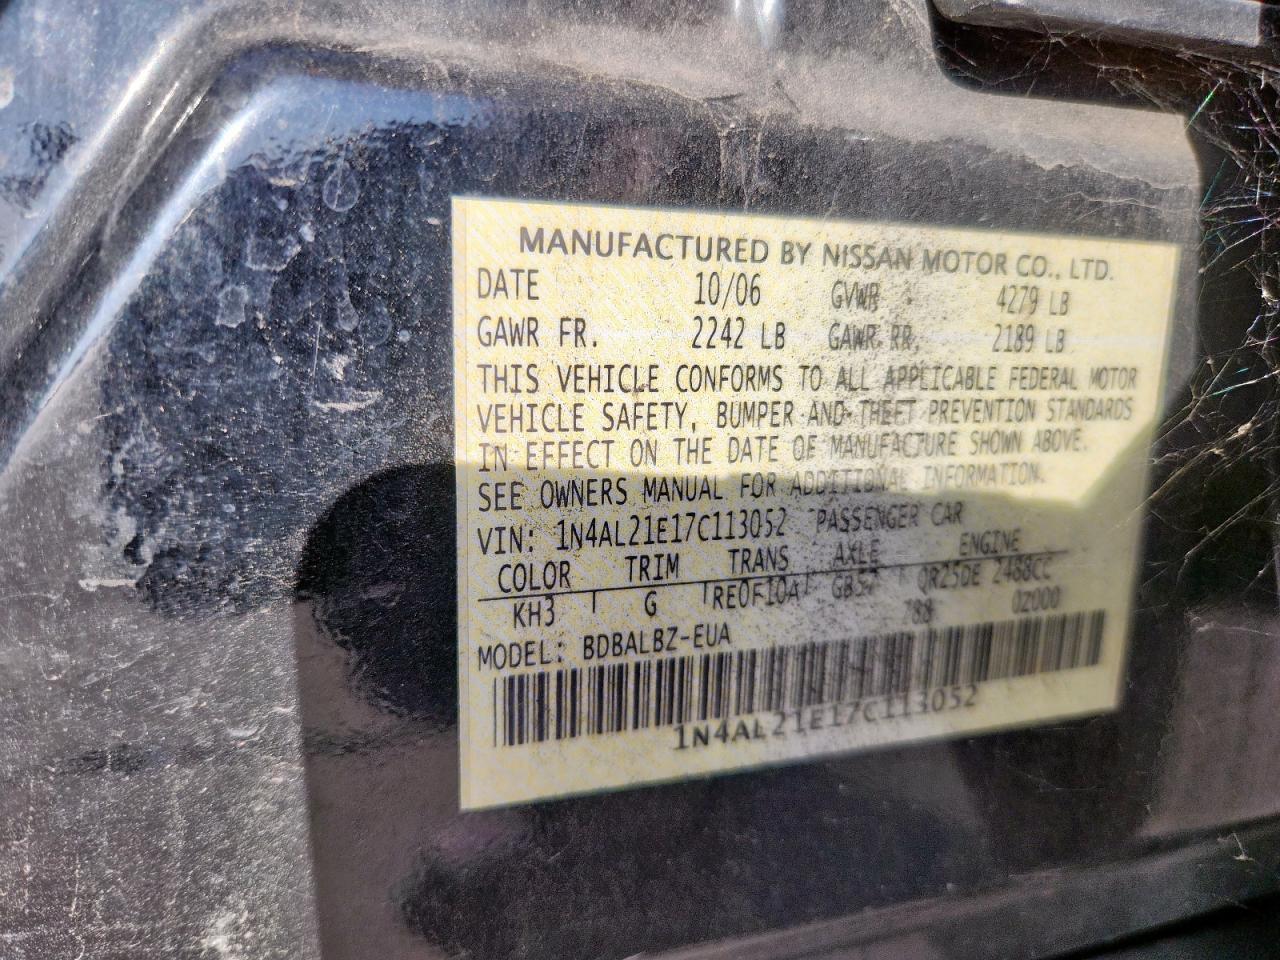 MANUFACTURED BY NISSAN MOTOR CO., LTD.
DATE 10/06 GVWR : 4279 LB
GAWR FR. 2242 LB GAWR RR, 2189 LB
THIS VEHICLE CONFORMS TO ALL APPLICABLE FEDERAL MOTOR
VEHICLE SAFETY, BUMPER AND THEFT PREVENTION STANDARDS
IN EFFECT ON THE DATE OF MANUFACTURE SHOWN ABOVE.
SEE OWNERS MANUAL FOR ADDITIONAL INFORMATION.
VIN: 1N4AL21E17C113052 PASSENGER CAR
COLOR TRIM TRANS AXLE ENGINE
KH3 G RE0F10A QR25DE 2488CC
788 02000
MODEL: BDBALBZ-EUA
1N4AL21E17C113052